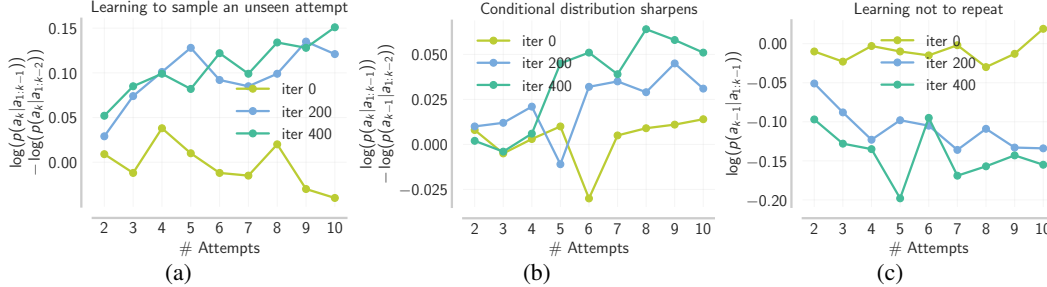 Learning to sample an unseen attempt
log(p(a_k|a_{1:k−1}))
− log(p(a_k|a_{1:k−2}))
0.15
0.10
0.05
0.00
iter 0
iter 200
iter 400
2 3 4 5 6 7 8 9 10
# Attempts
(a)
Conditional distribution sharpens
log(p(a_k|a_{1:k−1}))
− log(p(a_{k−1}|a_{1:k−2}))
0.050
0.025
0.000
−0.025
iter 0
iter 200
iter 400
2 3 4 5 6 7 8 9 10
# Attempts
(b)
Learning not to repeat
log(p(a_{k−1}|a_{1:k−1}))
0.00
−0.05
−0.10
−0.15
−0.20
iter 0
iter 200
iter 400
2 3 4 5 6 7 8 9 10
# Attempts
(c)